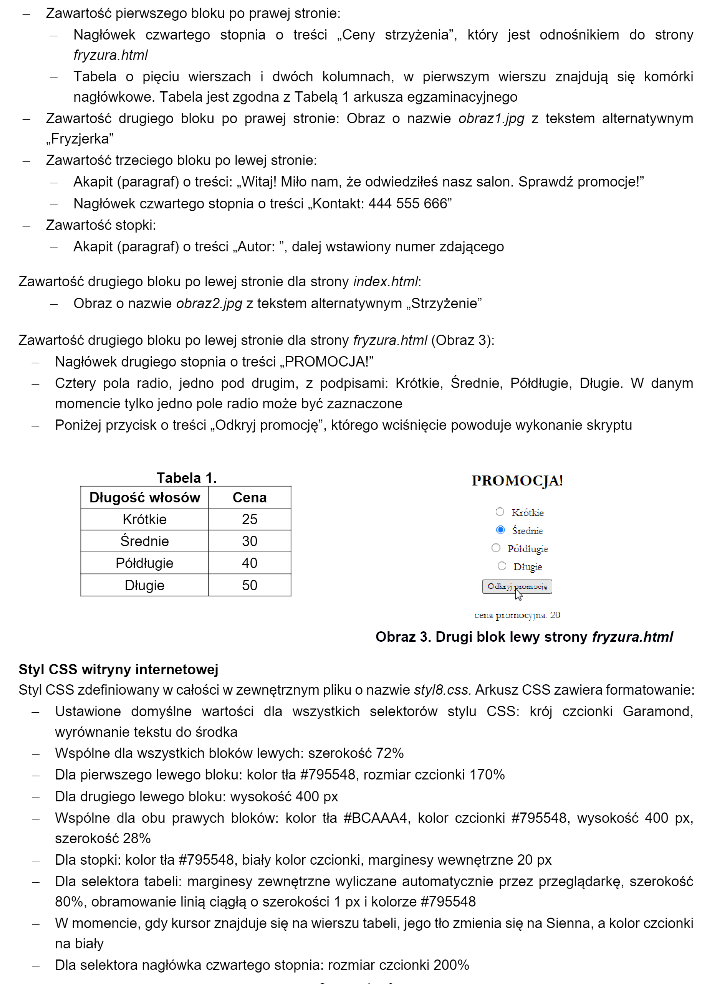 – Zawartość pierwszego bloku po prawej stronie:
– Nagłówek czwartego stopnia o treści „Ceny strzyżenia”, który jest odnośnikiem do strony
fryzura.html
– Tabela o pięciu wierszach i dwóch kolumnach, w pierwszym wierszu znajdują się komórki
nagłówkowe. Tabela jest zgodna z Tabelą 1 arkusza egzaminacyjnego
– Zawartość drugiego bloku po prawej stronie: Obraz o nazwie obraz1.jpg z tekstem alternatywnym
„Fryzjerka”
– Zawartość trzeciego bloku po lewej stronie:
– Akapit (paragraf) o treści: „Witaj! Miło nam, że odwiedziłeś nasz salon. Sprawdź promocje!”
– Nagłówek czwartego stopnia o treści „Kontakt: 444 555 666”
– Zawartość stopki:
– Akapit (paragraf) o treści „Autor: ”, dalej wstawiony numer zdającego
Zawartość drugiego bloku po lewej stronie dla strony index.html:
– Obraz o nazwie obraz2.jpg z tekstem alternatywnym „Strzyżenie”
Zawartość drugiego bloku po lewej stronie dla strony fryzura.html (Obraz 3):
– Nagłówek drugiego stopnia o treści „PROMOCJA!”
– Cztery pola radio, jedno pod drugim, z podpisami: Krótkie, Średnie, Półdługie, Długie. W danym
momencie tylko jedno pole radio może być zaznaczone
– Poniżej przycisk o treści „Odkryj promocję”, którego wciśnięcie powoduje wykonanie skryptu
Tabela 1.
Długość włosów Cena
Krótkie 25
Średnie 30
Półdługie 40
Długie 50
PROMOCJA!
Krótkie
Średnie
Półdługie
Długie
Odkryj promocję
cena promocyjna: 20
Obraz 3. Drugi blok lewy strony fryzura.html
Styl CSS witryny internetowej
Styl CSS zdefiniowany w całości w zewnętrznym pliku o nazwie styl8.css. Arkusz CSS zawiera formatowanie:
– Ustawione domyślne wartości dla wszystkich selektorów stylu CSS: krój czcionki Garamond,
wyrównanie tekstu do środka
– Wspólne dla wszystkich bloków lewych: szerokość 72%
– Dla pierwszego lewego bloku: kolor tła #795548, rozmiar czcionki 170%
– Dla drugiego lewego bloku: wysokość 400 px
– Wspólne dla obu prawych bloków: kolor tła #BCAAA4, kolor czcionki #795548, wysokość 400 px,
szerokość 28%
– Dla stopki: kolor tła #795548, biały kolor czcionki, marginesy wewnętrzne 20 px
– Dla selektora tabeli: marginesy zewnętrzne wyliczane automatycznie przez przeglądarkę, szerokość
80%, obramowanie linią ciągłą o szerokości 1 px i kolorze #795548
– W momencie, gdy kursor znajduje się na wierszu tabeli, jego tło zmienia się na Sienna, a kolor czcionki
na biały
– Dla selektora nagłówka czwartego stopnia: rozmiar czcionki 200%